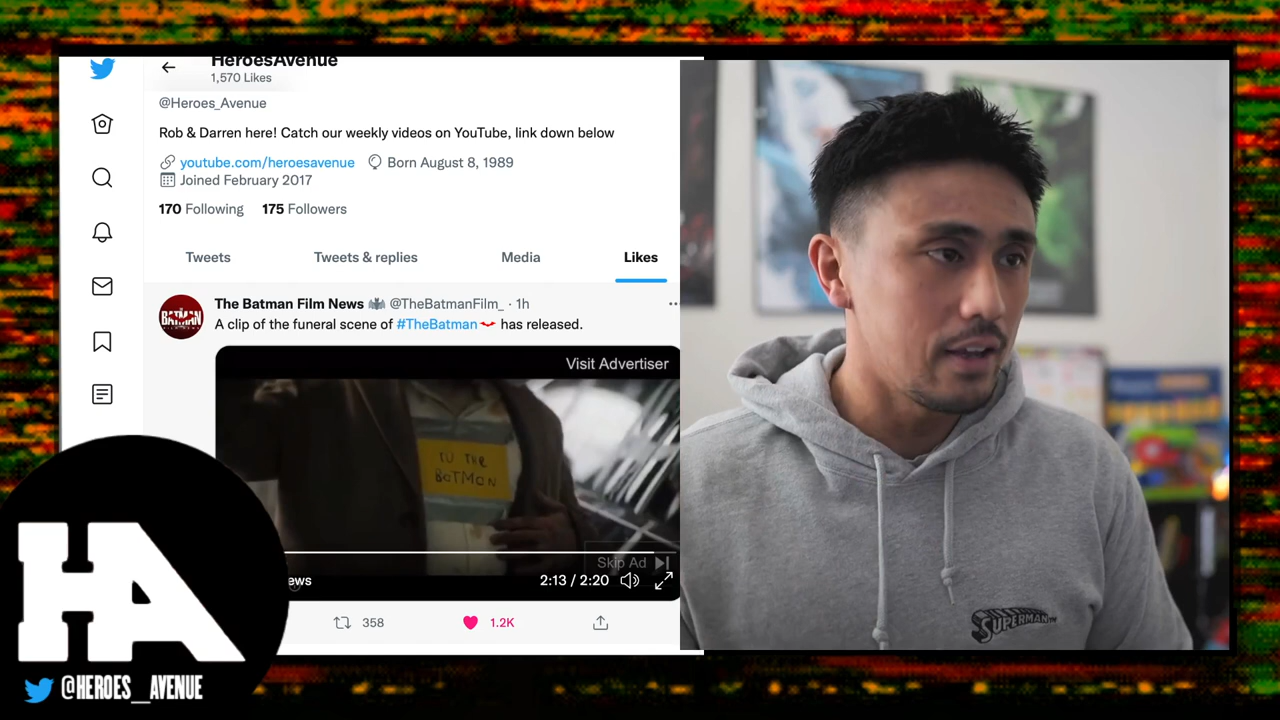 HeroesAvenue
1,570 Likes
@Heroes_Avenue
Rob & Darren here! Catch our weekly videos on YouTube, link down below
youtube.com/heroesavenue Born August 8, 1989
Joined February 2017
170 Following 175 Followers
Tweets Tweets & replies Media Likes
The Batman Film News @TheBatmanFilm_ · 1h
A clip of the funeral scene of #TheBatman has released.
BATMAN
Visit Advertiser
TO THE
BATMAN
Skip Ad
ews 2:13 / 2:20
358 1.2K
SUPERMAN™
HA
@HEROES__AVENUE